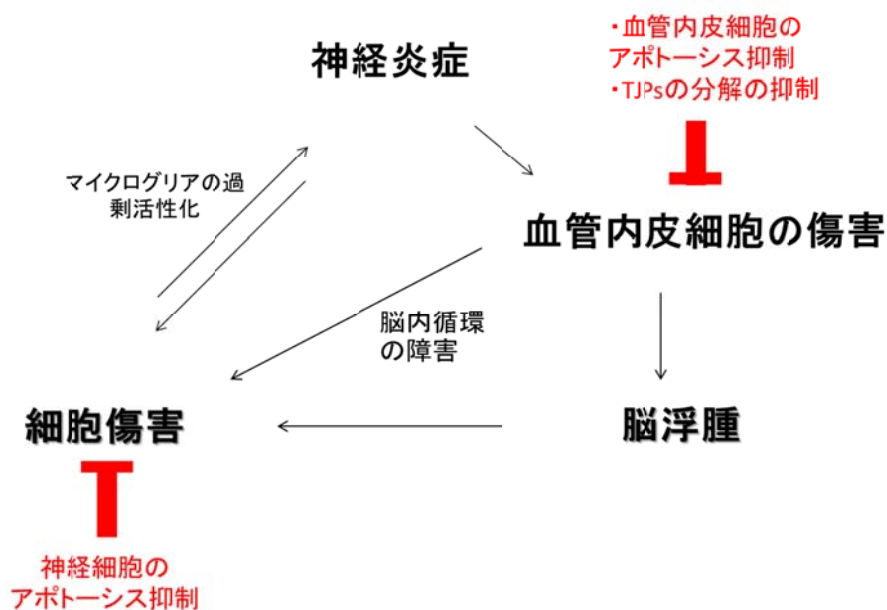 神経炎症
・血管内皮細胞の
アポトーシス抑制
・TJPsの分解の抑制
マイクログリアの過
剰活性化
血管内皮細胞の傷害
脳内循環
の障害
細胞傷害
脳浮腫
神経細胞の
アポトーシス抑制